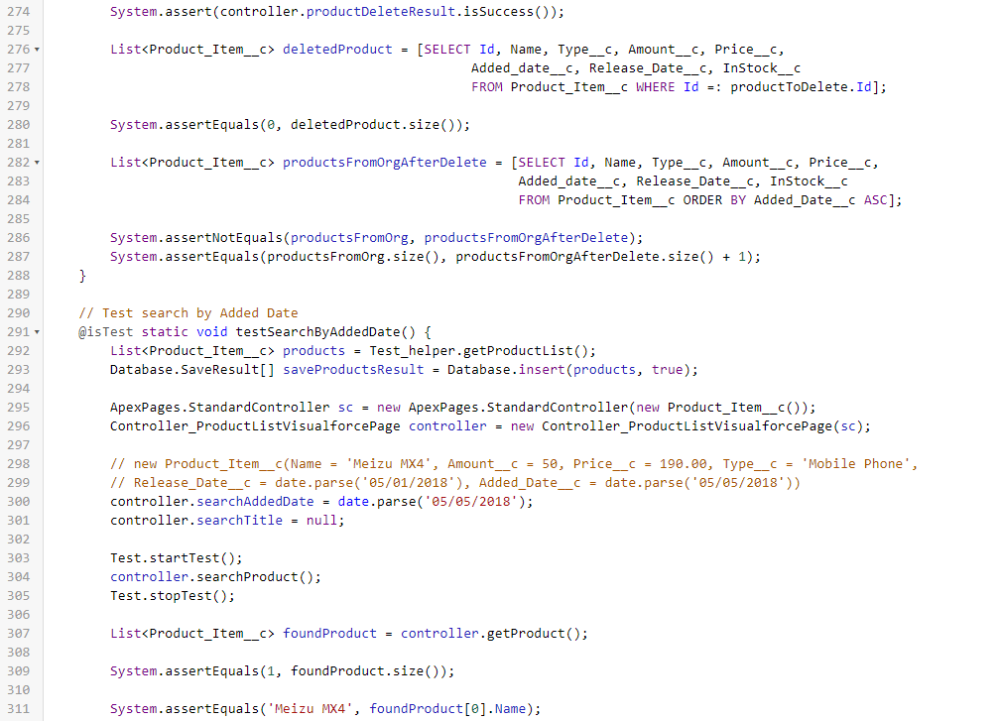 274 System.assert(controller.productDeleteResult.isSuccess());
275
276 List<Product_Item__c> deletedProduct = [SELECT Id, Name, Type__c, Amount__c, Price__c,
277 Added_date__c, Release_Date__c, InStock__c
278 FROM Product_Item__c WHERE Id =: productToDelete.Id];
279
280 System.assertEquals(0, deletedProduct.size());
281
282 List<Product_Item__c> productsFromOrgAfterDelete = [SELECT Id, Name, Type__c, Amount__c, Price__c,
283 Added_date__c, Release_Date__c, InStock__c
284 FROM Product_Item__c ORDER BY Added_Date__c ASC];
285
286 System.assertNotEquals(productsFromOrg, productsFromOrgAfterDelete);
287 System.assertEquals(productsFromOrg.size(), productsFromOrgAfterDelete.size() + 1);
288 }
289
290 // Test search by Added Date
291 @isTest static void testSearchByAddedDate() {
292 List<Product_Item__c> products = Test_helper.getProductList();
293 Database.SaveResult[] saveProductsResult = Database.insert(products, true);
294
295 ApexPages.StandardController sc = new ApexPages.StandardController(new Product_Item__c());
296 Controller_ProductListVisualforcePage controller = new Controller_ProductListVisualforcePage(sc);
297
298 // new Product_Item__c(Name = 'Meizu MX4', Amount__c = 50, Price__c = 190.00, Type__c = 'Mobile Phone',
299 // Release_Date__c = date.parse('05/01/2018'), Added_Date__c = date.parse('05/05/2018'))
300 controller.searchAddedDate = date.parse('05/05/2018');
301 controller.searchTitle = null;
302
303 Test.startTest();
304 controller.searchProduct();
305 Test.stopTest();
306
307 List<Product_Item__c> foundProduct = controller.getProduct();
308
309 System.assertEquals(1, foundProduct.size());
310
311 System.assertEquals('Meizu MX4', foundProduct[0].Name);